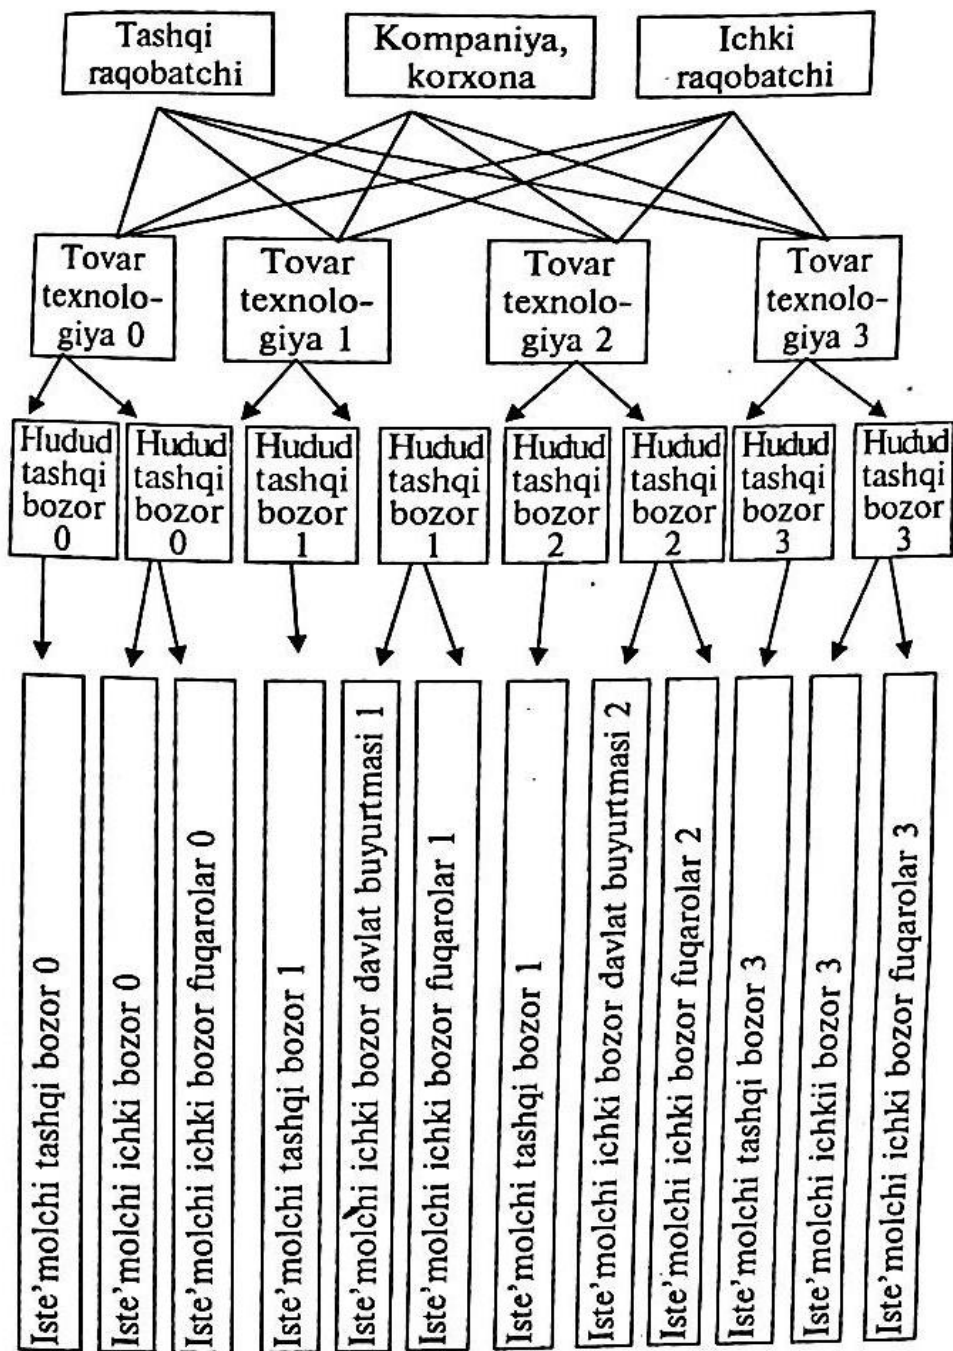 Tashqi
raqobatchi
Kompaniya,
korxona
Ichki
raqobatchi
Tovar
texnolo-
giya 0
Tovar
texnolo-
giya 1
Tovar
texnolo-
giya 2
Tovar
texnolo-
giya 3
Hudud
tashqi
bozor
0
Hudud
tashqi
bozor
0
Hudud
tashqi
bozor
1
Hudud
tashqi
bozor
1
Hudud
tashqi
bozor
2
Hudud
tashqi
bozor
2
Hudud
tashqi
bozor
3
Hudud
tashqi
bozor
3
Iste’molchi tashqi bozor 0
Iste’molchi ichki bozor 0
Iste’molchi ichki bozor fuqarolar 0
Iste’molchi tashqi bozor 1
Iste’molchi ichki bozor davlat buyurtmasi 1
Iste’molchi ichki bozor fuqarolar 1
Iste’molchi tashqi bozor 1
Iste’molchi ichki bozor davlat buyurtmasi 2
Iste’molchi ichki bozor fuqarolar 2
Iste’molchi tashqi bozor 3
Iste’molchi ichkii bozor 3
Iste’molchi ichki bozor fuqarolar 3